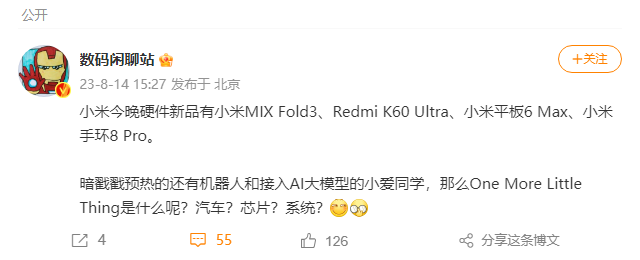 公开
数码闲聊站
+关注
23-8-14 15:27 发布于 北京
小米今晚硬件新品有小米MIX Fold3、Redmi K60 Ultra、小米平板6 Max、小米
手环8 Pro。
暗戳戳预热的还有机器人和接入AI大模型的小爱同学，那么One More Little
Thing是什么呢？汽车？芯片？系统？
4 55 126 分享这条博文